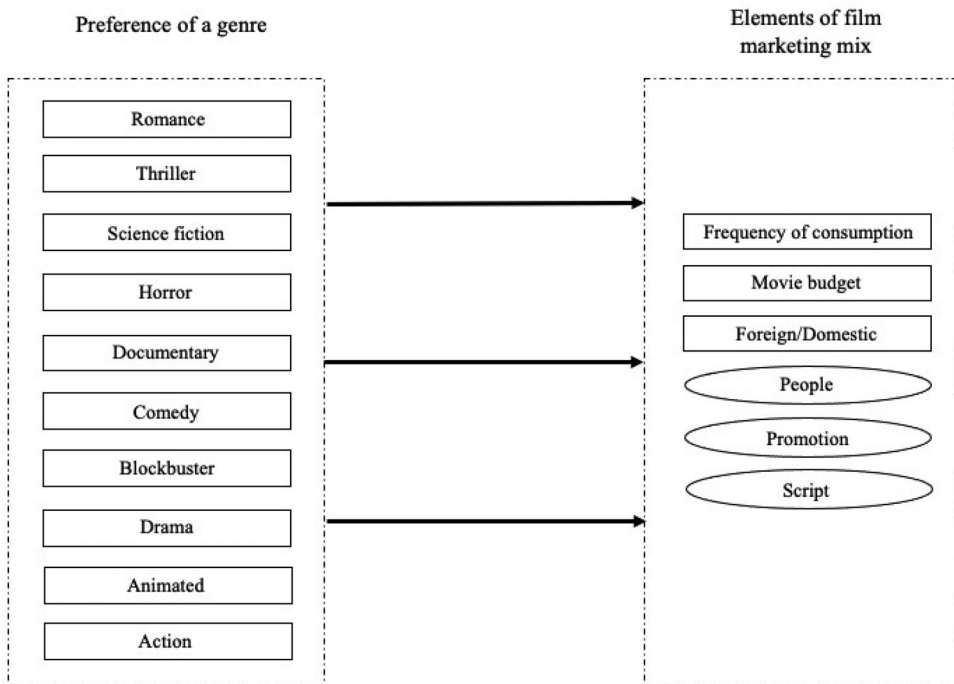 Preference of a genre
Romance
Thriller
Science fiction
Horror
Documentary
Comedy
Blockbuster
Drama
Animated
Action
Elements of film
marketing mix
Frequency of consumption
Movie budget
Foreign/Domestic
People
Promotion
Script